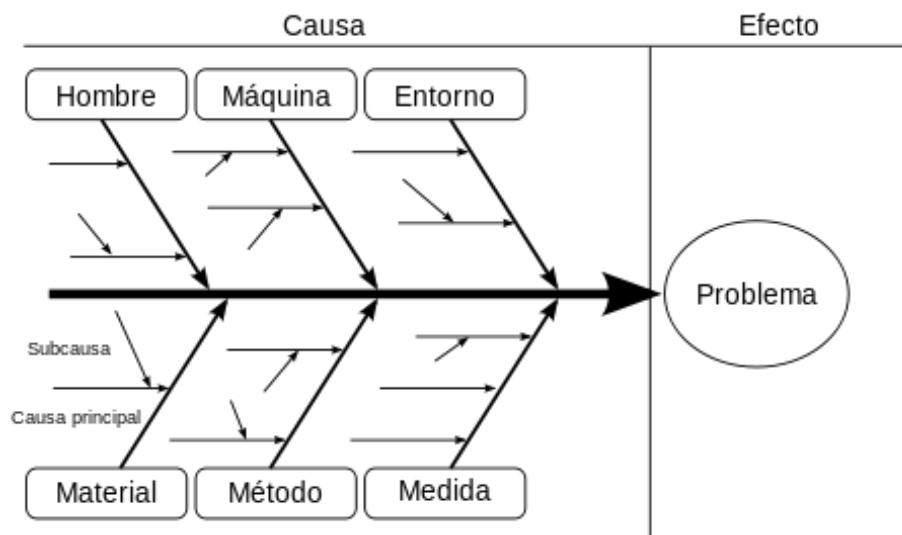 Causa
Efecto
Hombre
Máquina
Entorno
Problema
Subcausa
Causa principal
Material
Método
Medida